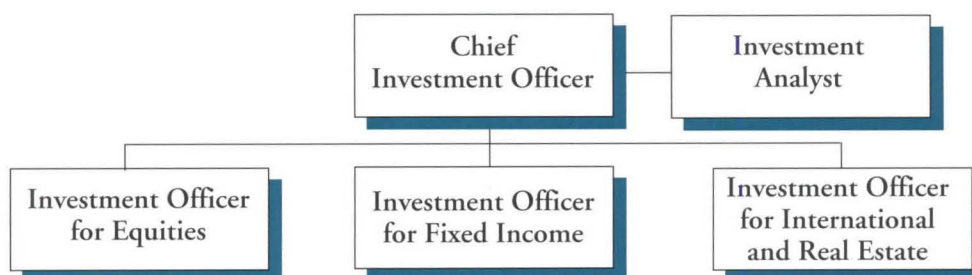 Chief
Investment Officer
Investment
Analyst
Investment Officer
for Equities
Investment Officer
for Fixed Income
Investment Officer
for International
and Real Estate